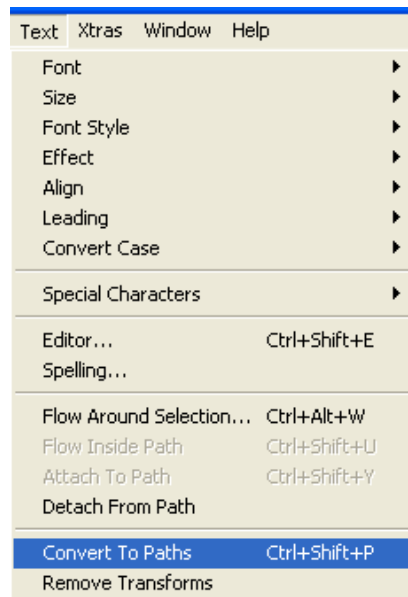 Text Xtras Window Help
Font
Size
Font Style
Effect
Align
Leading
Convert Case
Special Characters
Editor... Ctrl+Shift+E
Spelling...
Flow Around Selection... Ctrl+Alt+W
Flow Inside Path Ctrl+Shift+U
Attach To Path Ctrl+Shift+Y
Detach From Path
Convert To Paths Ctrl+Shift+P
Remove Transforms